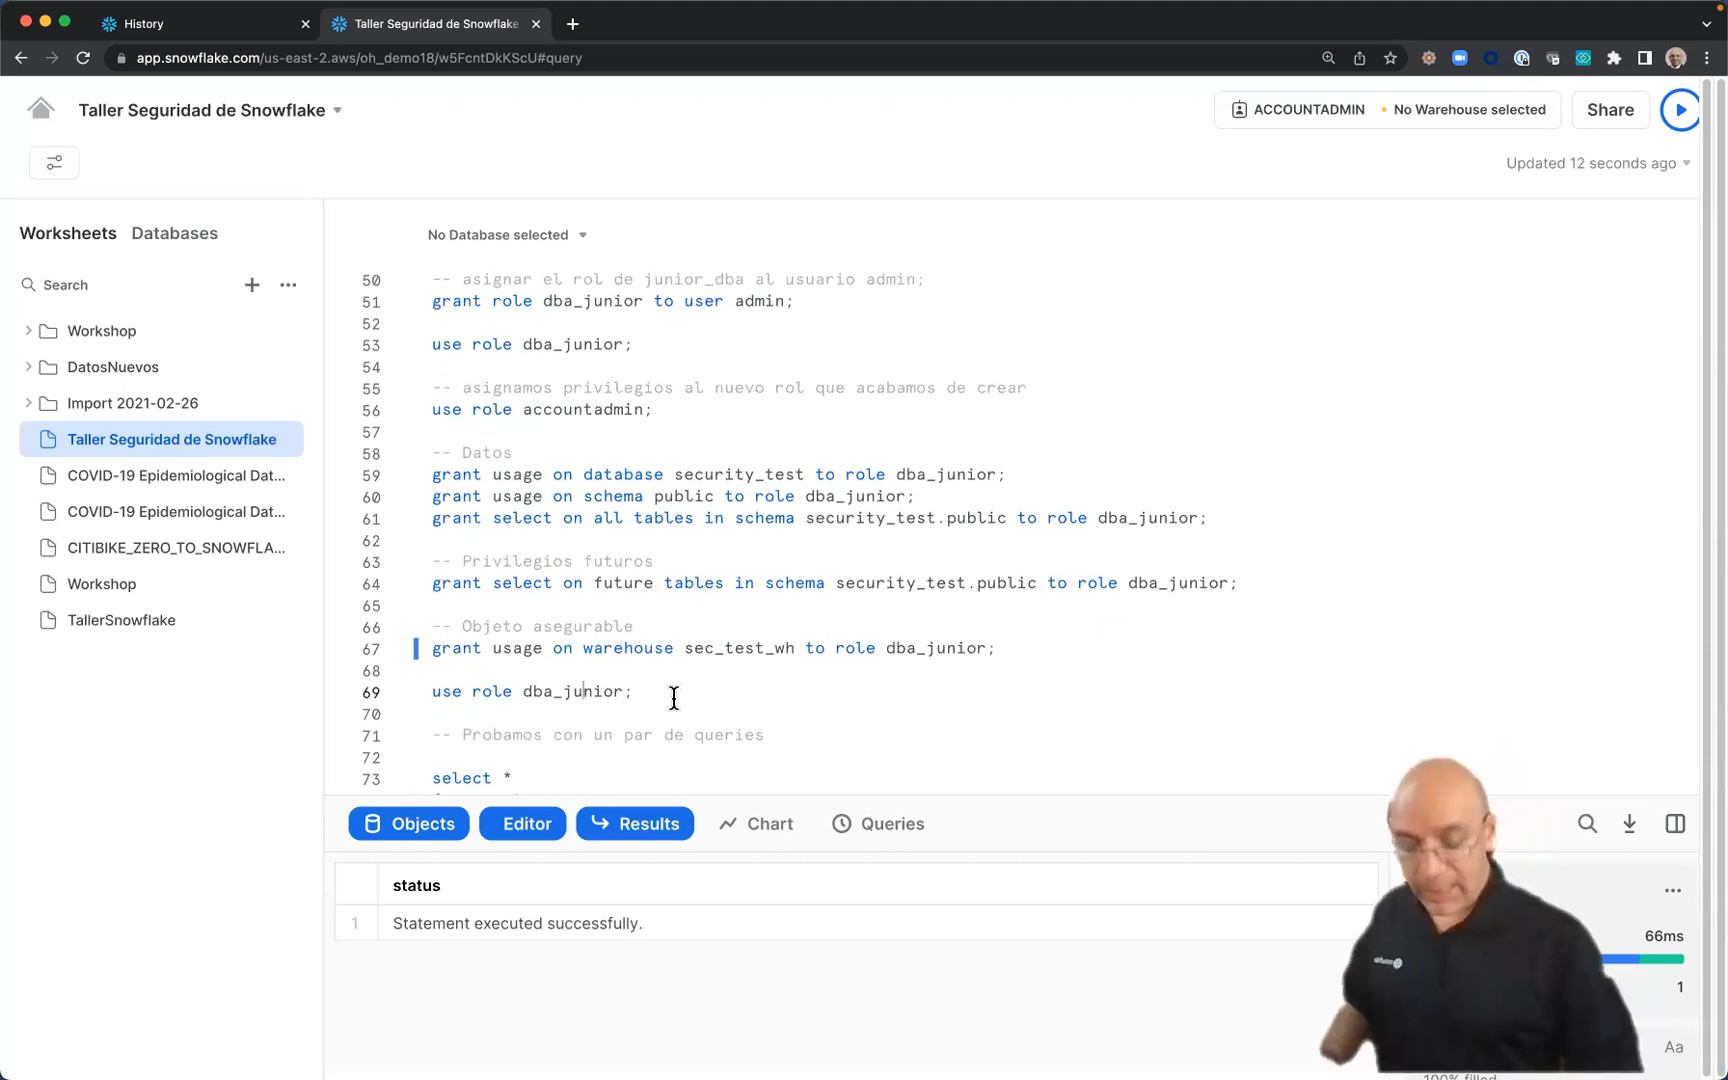 History
Taller Seguridad de Snowflake
app.snowflake.com/us-east-2.aws/oh_demo18/w5FcntDkKScU#query
Taller Seguridad de Snowflake
ACCOUNTADMIN
No Warehouse selected
Share
Updated 12 seconds ago
Worksheets
Databases
Search
Workshop
DatosNuevos
Import 2021-02-26
Taller Seguridad de Snowflake
COVID-19 Epidemiological Dat...
COVID-19 Epidemiological Dat...
CITIBIKE_ZERO_TO_SNOWFLA...
Workshop
TallerSnowflake
No Database selected
50 -- asignar el rol de junior_dba al usuario admin;
51 grant role dba_junior to user admin;
52
53 use role dba_junior;
54
55 -- asignamos privilegios al nuevo rol que acabamos de crear
56 use role accountadmin;
57
58 -- Datos
59 grant usage on database security_test to role dba_junior;
60 grant usage on schema public to role dba_junior;
61 grant select on all tables in schema security_test.public to role dba_junior;
62
63 -- Privilegios futuros
64 grant select on future tables in schema security_test.public to role dba_junior;
65
66 -- Objeto asegurable
67 grant usage on warehouse sec_test_wh to role dba_junior;
68
69 use role dba_junior;
70
71 -- Probamos con un par de queries
72
73 select *
Objects
Editor
Results
Chart
Queries
status
1 Statement executed successfully.
66ms
1
Aa
100% filled